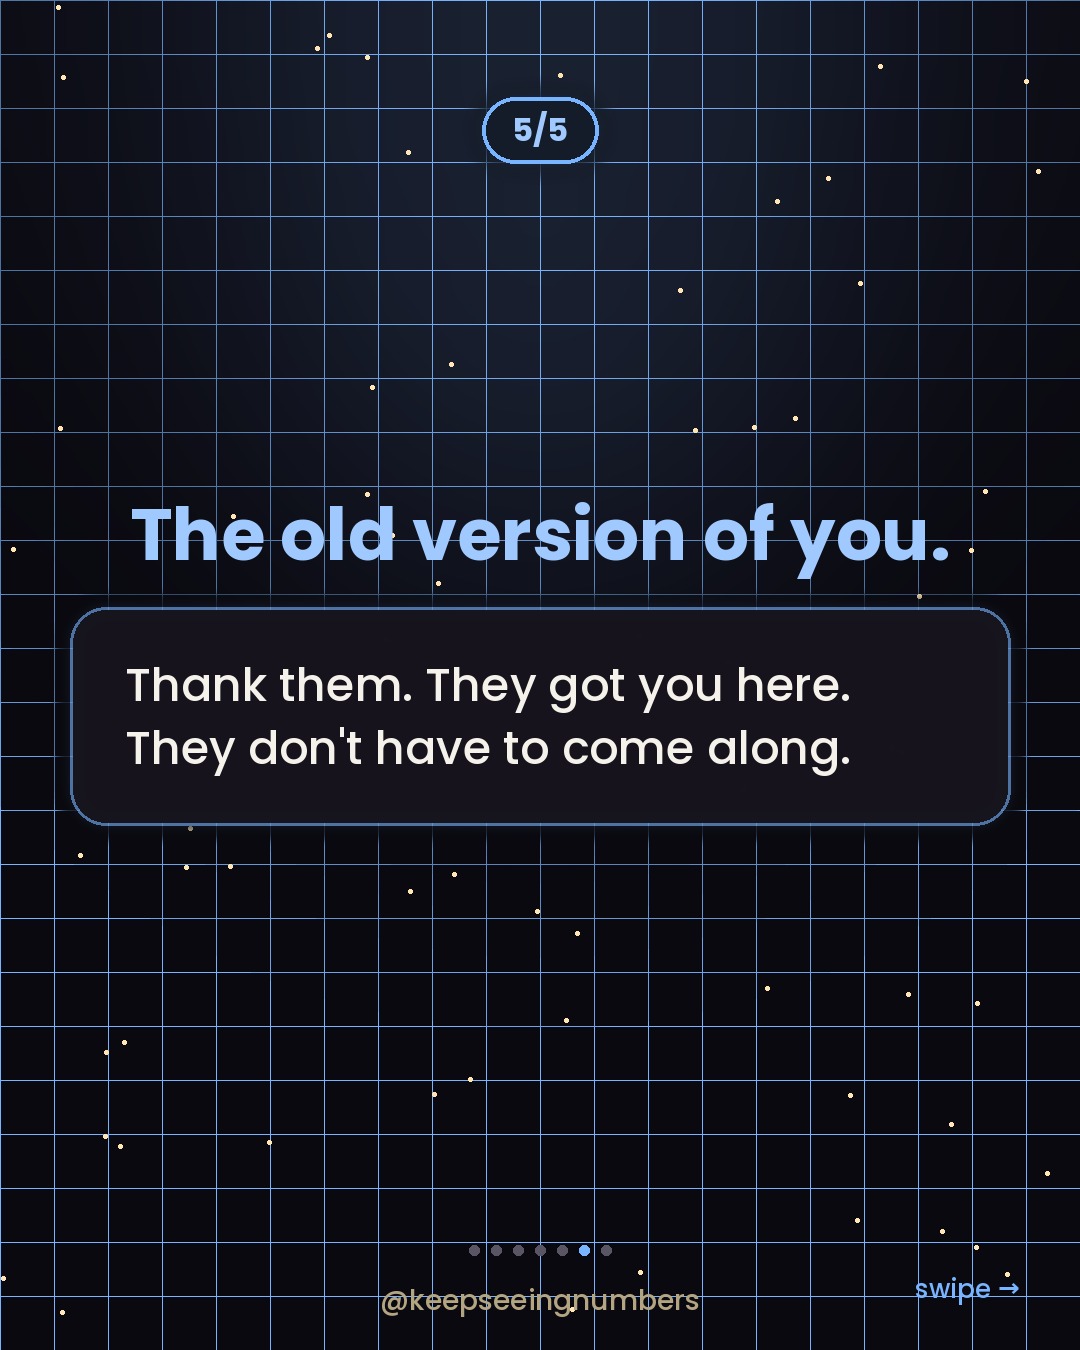 5/5
The old version of you.
Thank them. They got you here.
They don't have to come along.
@keepseeingnumbers
swipe →